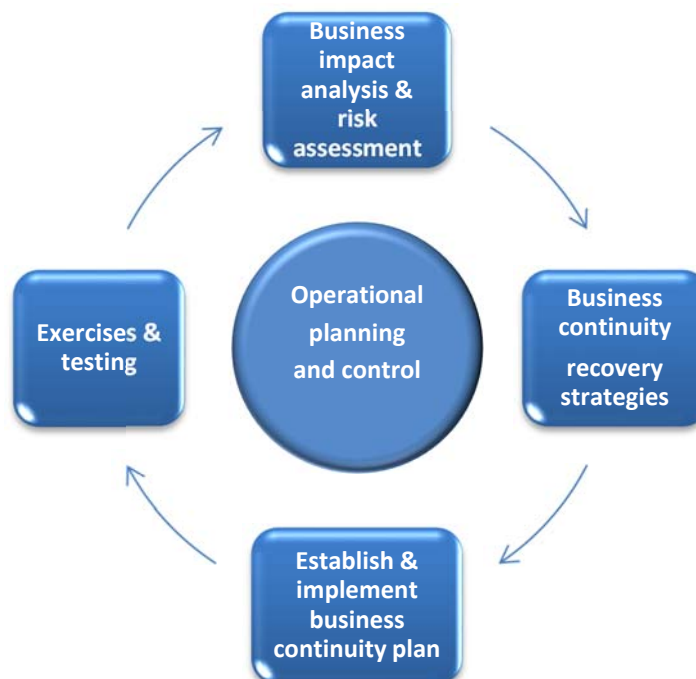 Business
impact
analysis &
risk
assessment
Operational
planning
and control
Exercises &
testing
Business
continuity
recovery
strategies
Establish &
implement
business
continuity plan